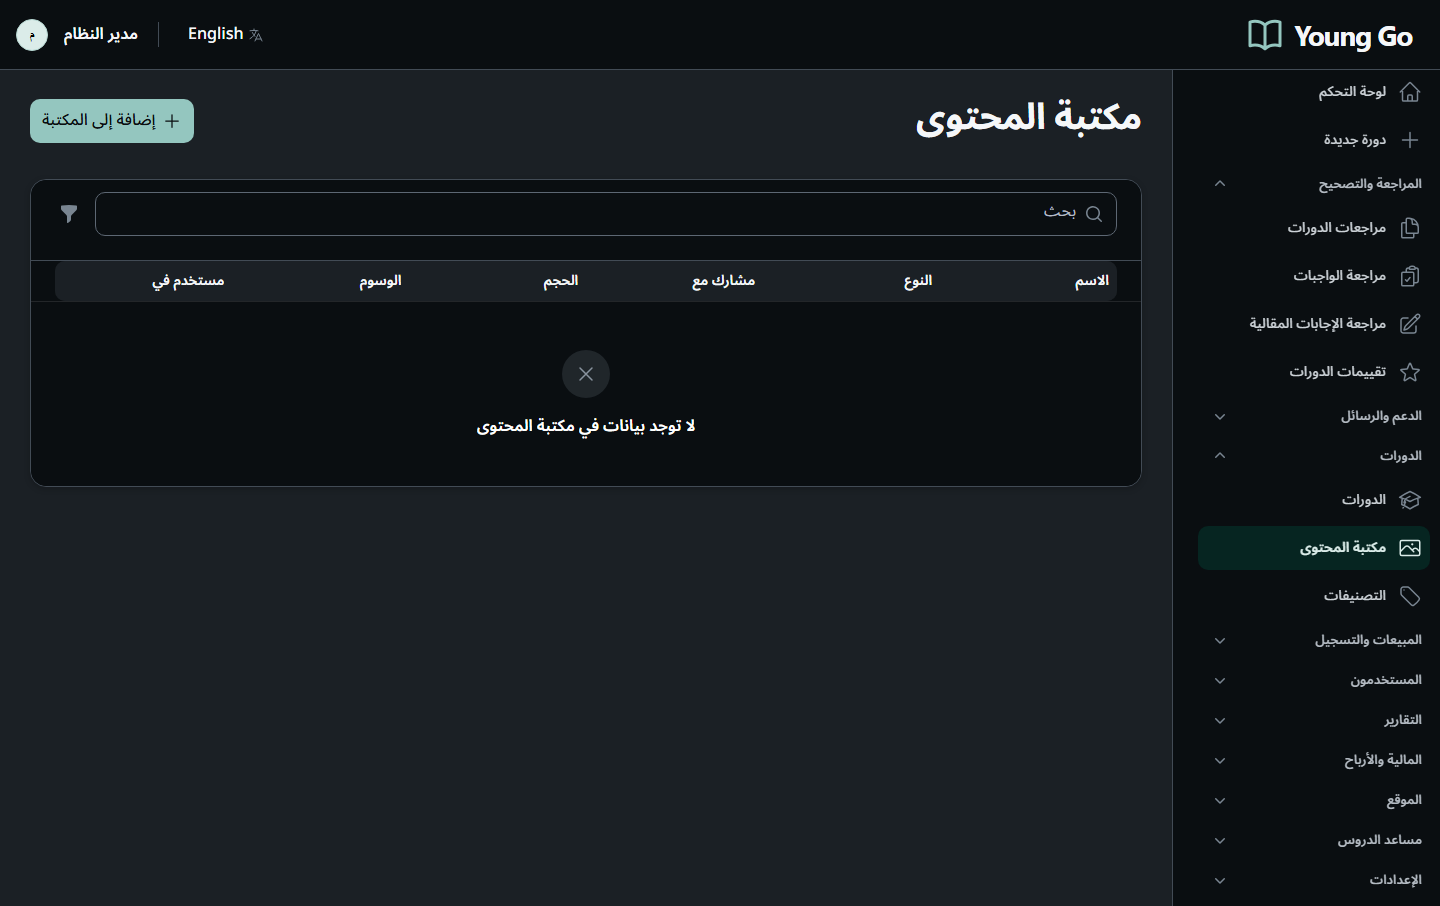 Young Go
English
مدير النظام
م
لوحة التحكم
دورة جديدة
المراجعة والتصحيح
مراجعات الدورات
مراجعة الواجبات
مراجعة الإجابات المقالية
تقييمات الدورات
الدعم والرسائل
الدورات
الدورات
مكتبة المحتوى
التصنيفات
المبيعات والتسجيل
المستخدمون
التقارير
المالية والأرباح
الموقع
مساعد الدروس
الإعدادات
مكتبة المحتوى
إضافة إلى المكتبة
بحث
الاسم النوع مشارك مع الحجم الوسوم مستخدم في
لا توجد بيانات في مكتبة المحتوى